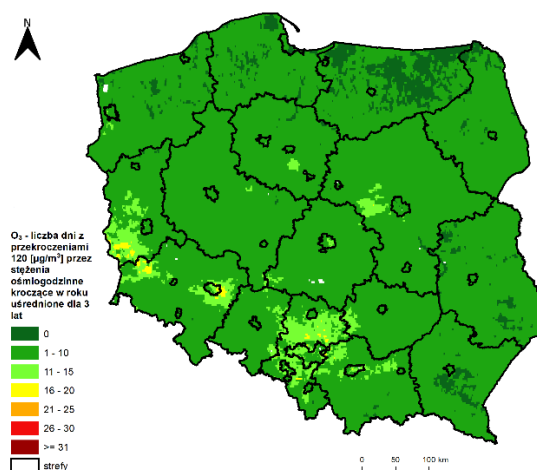 N
O₃ - liczba dni z
przekroczeniami
120 [µg/m³] przez
stężenia
ośmiogodzinne
kroczące w roku
uśrednione dla 3
lat
0
1 - 10
11 - 15
16 - 20
21 - 25
26 - 30
>= 31
strefy
0 50 100 km